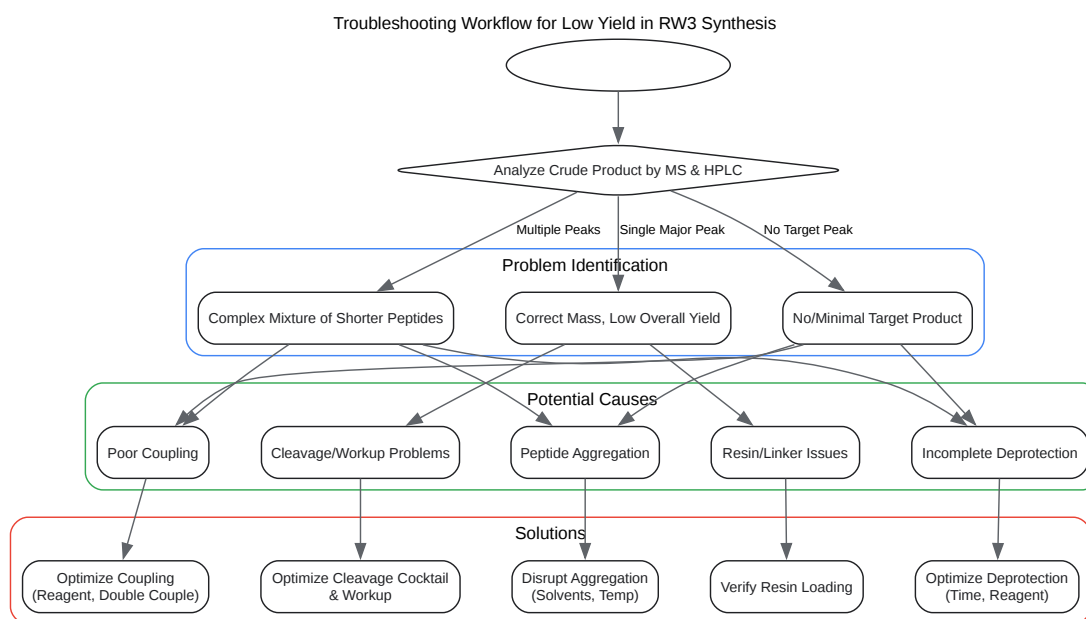 Troubleshooting Workflow for Low Yield in RW3 Synthesis
Analyze Crude Product by MS & HPLC
Multiple Peaks
Single Major Peak
No Target Peak
Problem Identification
Complex Mixture of Shorter Peptides
Correct Mass, Low Overall Yield
No/Minimal Target Product
Potential Causes
Poor Coupling
Cleavage/Workup Problems
Peptide Aggregation
Resin/Linker Issues
Incomplete Deprotection
Solutions
Optimize Coupling
(Reagent, Double Couple)
Optimize Cleavage Cocktail
& Workup
Disrupt Aggregation
(Solvents, Temp)
Verify Resin Loading
Optimize Deprotection
(Time, Reagent)